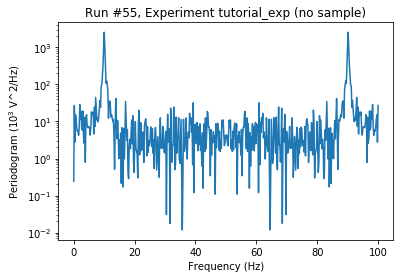 Run #55, Experiment tutorial_exp (no sample)
Periodogram (10³ V^2/Hz)
10³
10²
10¹
10⁰
10⁻¹
10⁻²
0 20 40 60 80 100
Frequency (Hz)